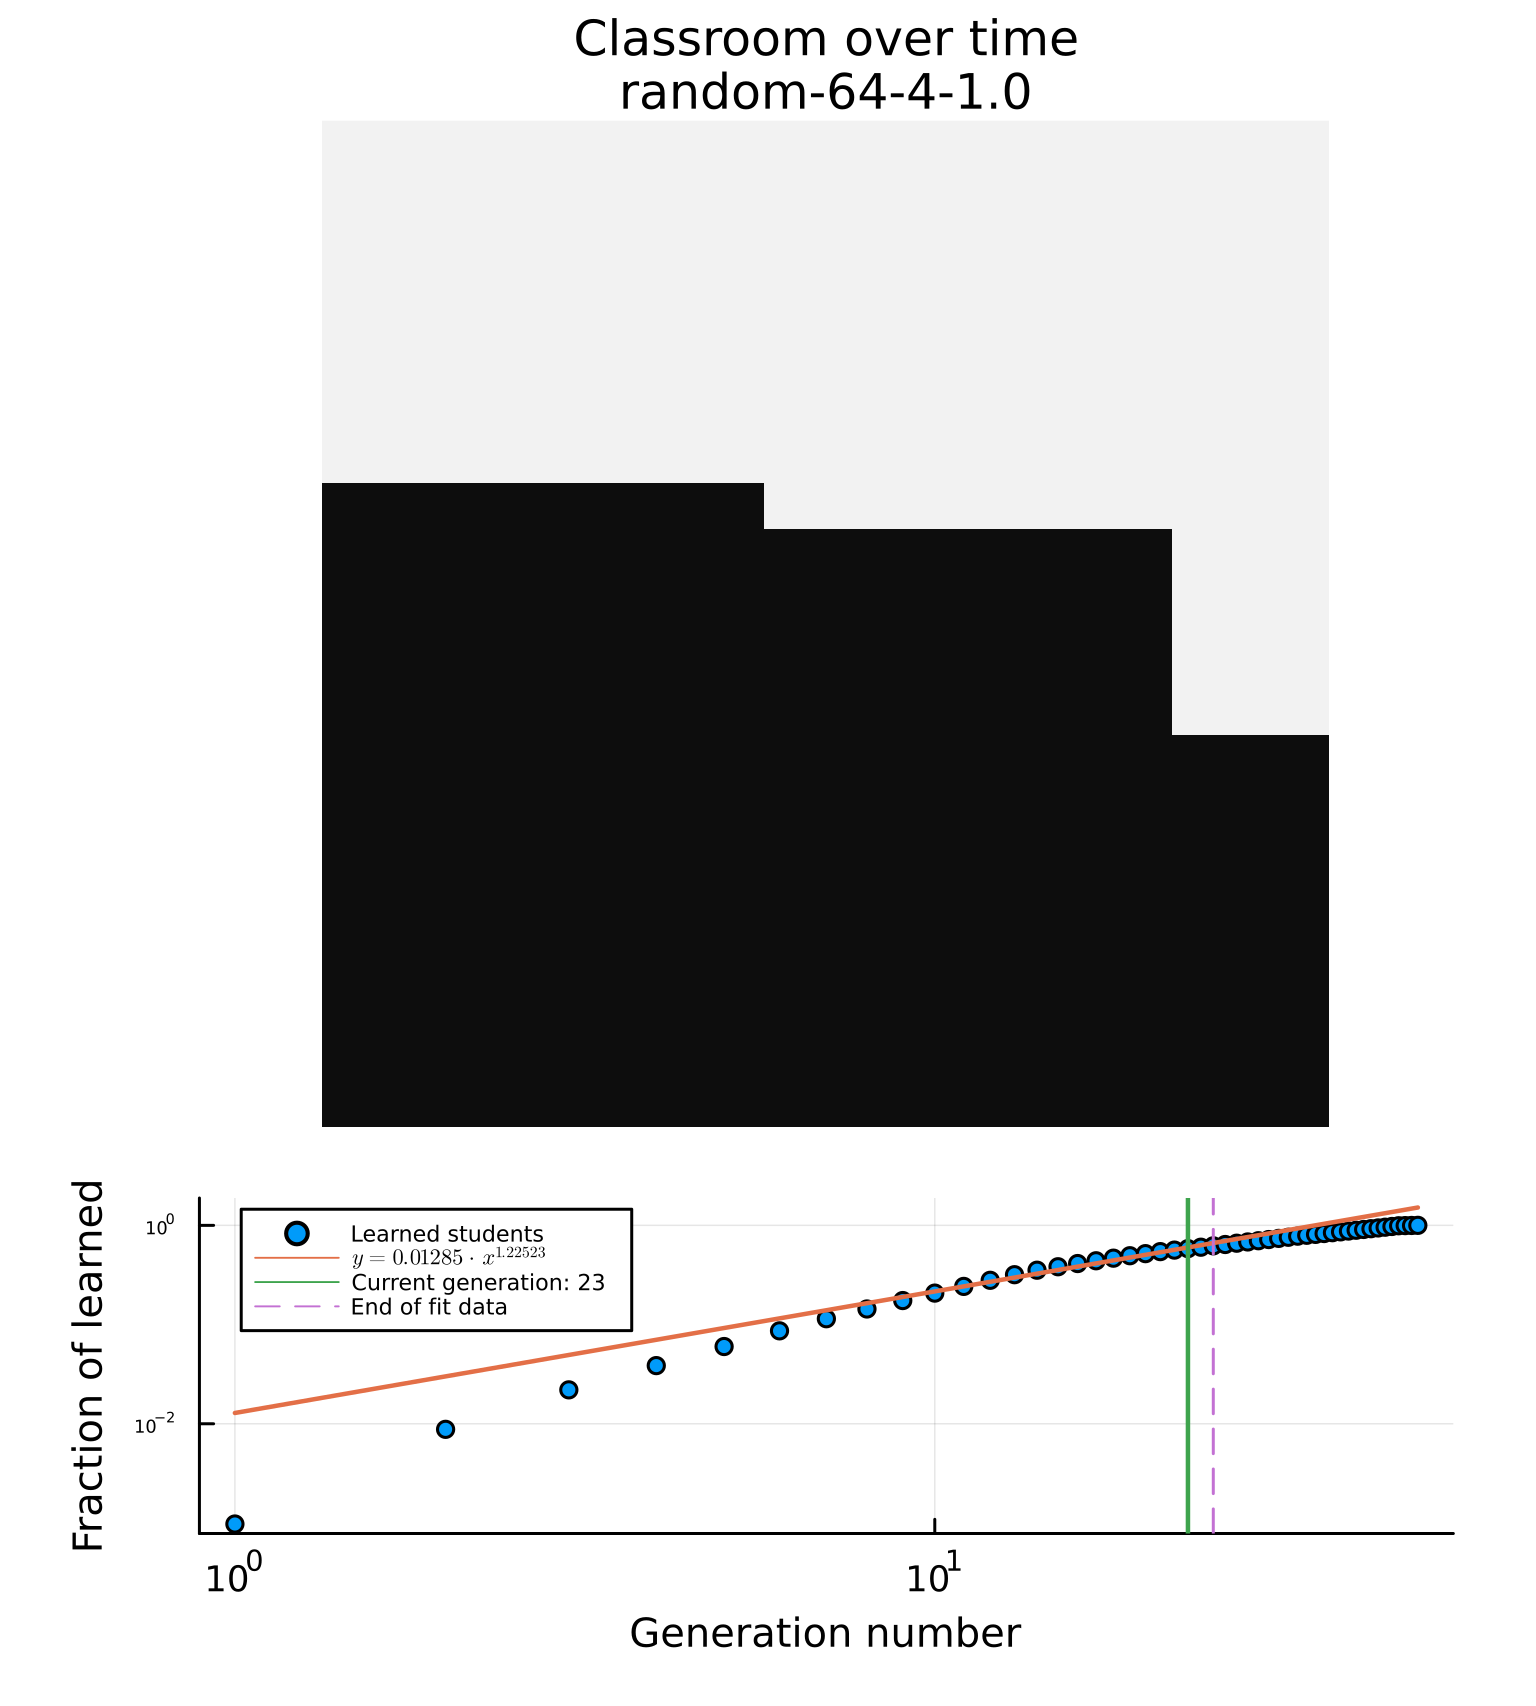 Classroom over time
random-64-4-1.0
Fraction of learned
10^0
10^−2
Learned students
y = 0.01285 · x^1.22523
Current generation: 23
End of fit data
10^0
10^1
Generation number